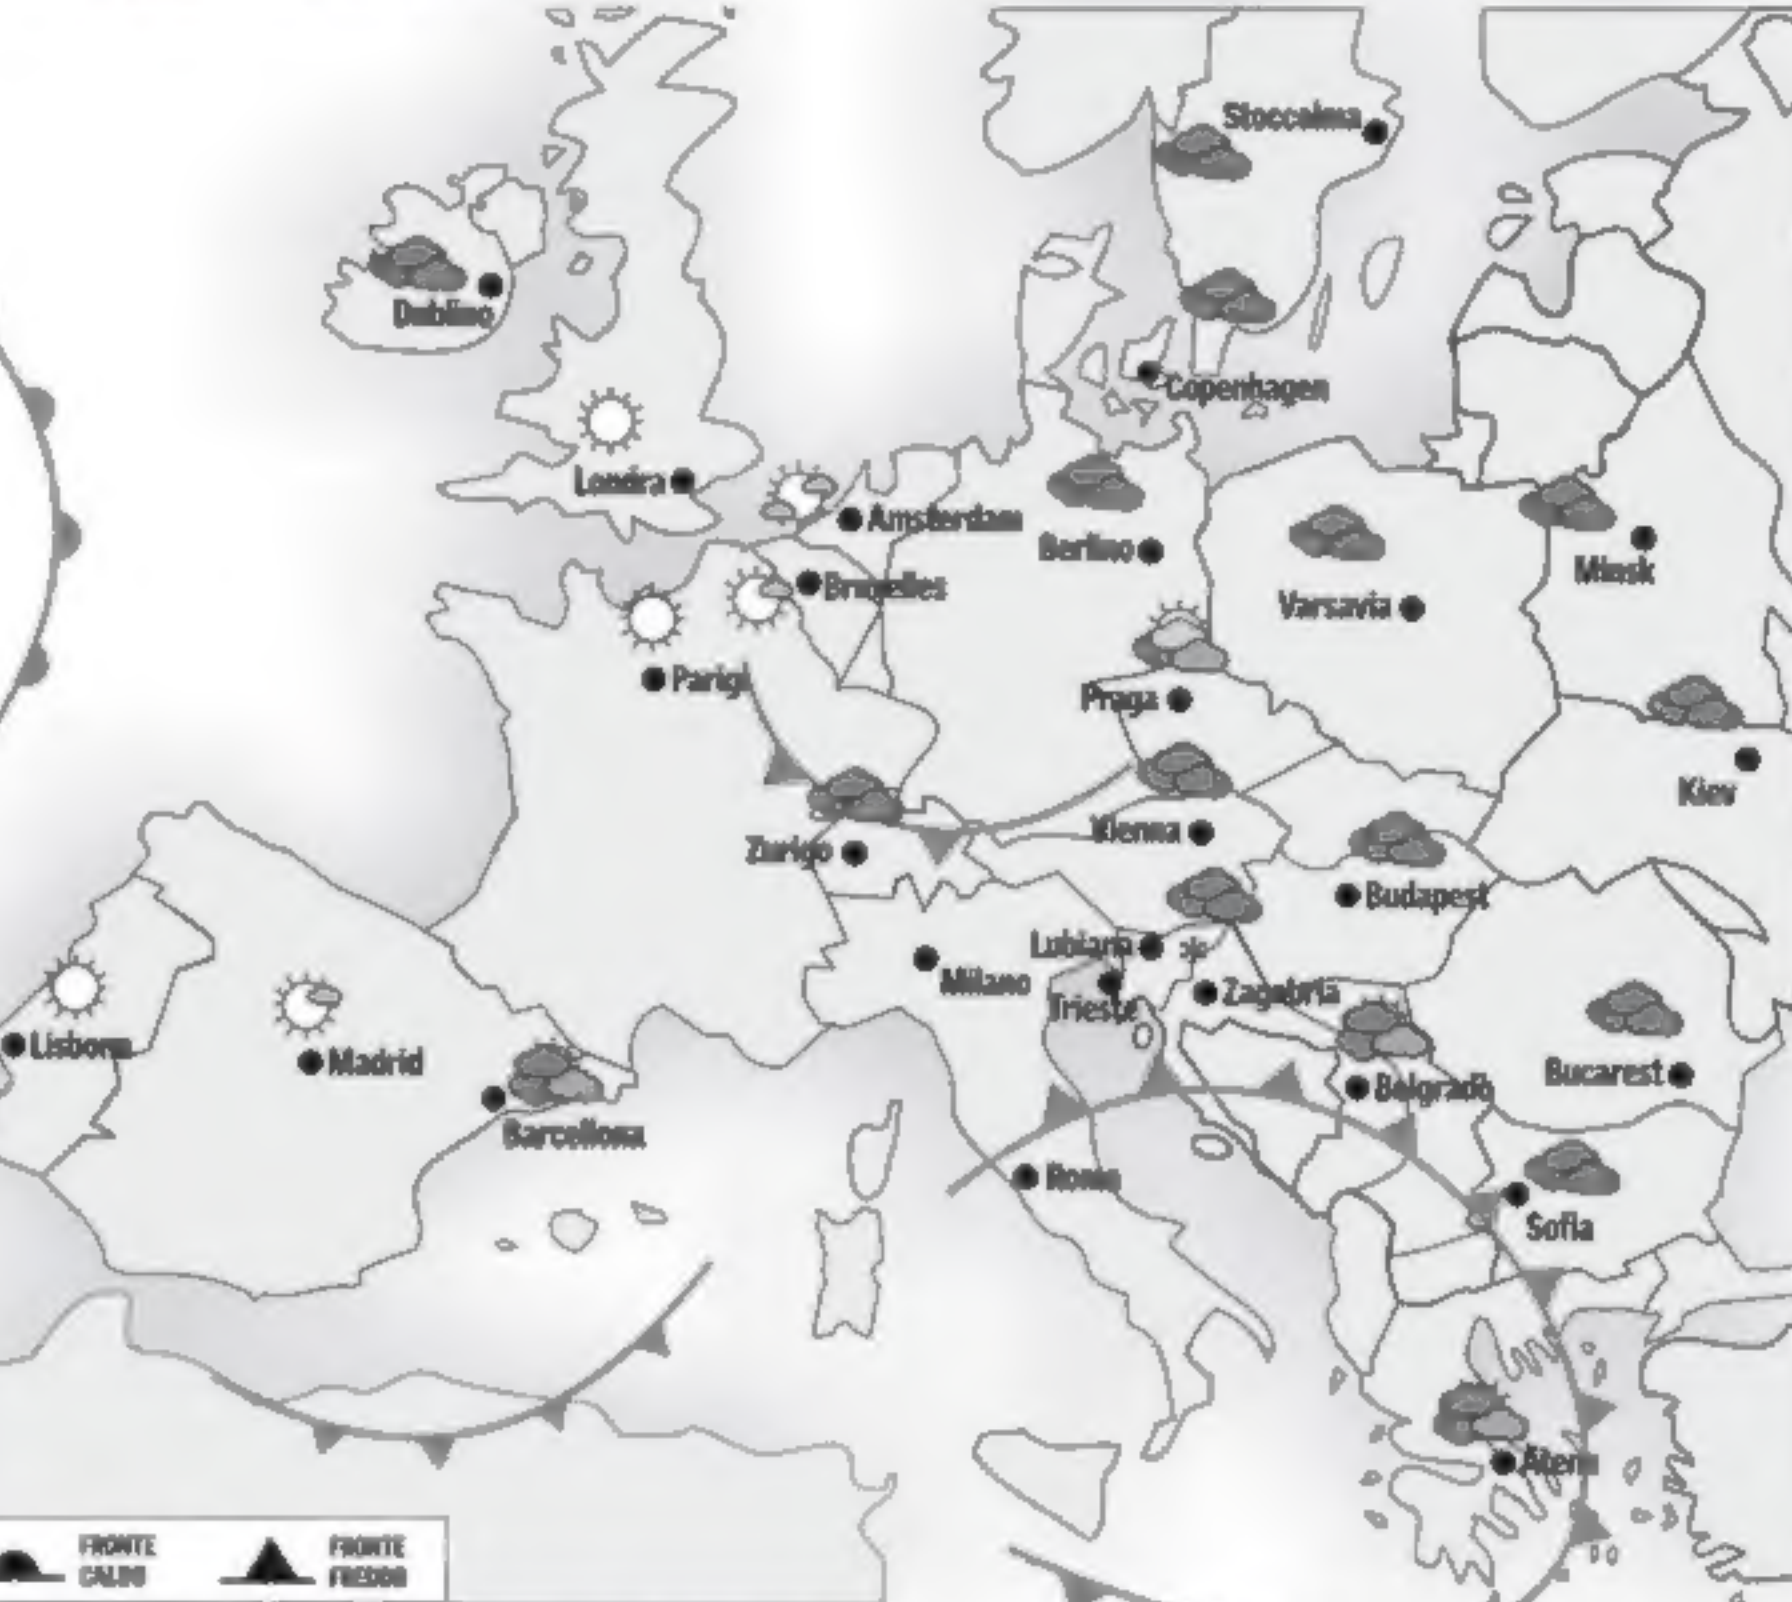 Stoccolma
Dublino
Copenhagen
Londra
Amsterdam
Berlino
Bruxelles
Minsk
Varsavia
Parigi
Praga
Kiev
Vienna
Zurigo
Budapest
Lubiana
Milano
Zagabria
Trieste
Lisbona
Madrid
Bucarest
Belgrado
Barcellona
Roma
Sofia
Atene
FRONTE
CALDO
FRONTE
FREDDO